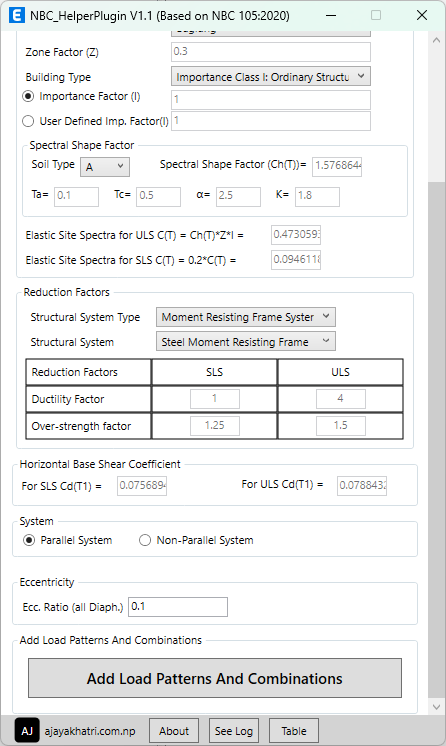 E NBC_HelperPlugin V1.1 (Based on NBC 105:2020)
Zone Factor (Z) 0.3
Building Type Importance Class I: Ordinary Structu
Importance Factor (I) 1
User Defined Imp. Factor(I) 1
Spectral Shape Factor
Soil Type A Spectral Shape Factor (Ch(T))= 1.576864
Ta= 0.1 Tc= 0.5 α= 2.5 K= 1.8
Elastic Site Spectra for ULS C(T) = Ch(T)*Z*I = 0.473059
Elastic Site Spectra for SLS C(T) = 0.2*C(T) = 0.094611
Reduction Factors
Structural System Type Moment Resisting Frame Syster
Structural System Steel Moment Resisting Frame
Reduction Factors SLS ULS
Ductility Factor 1 4
Over-strength factor 1.25 1.5
Horizontal Base Shear Coefficient
For SLS Cd(T1) = 0.075689 For ULS Cd(T1) = 0.078843
System
Parallel System Non-Parallel System
Eccentricity
Ecc. Ratio (all Diaph.) 0.1
Add Load Patterns And Combinations
Add Load Patterns And Combinations
AJ ajayakhatri.com.np About See Log Table